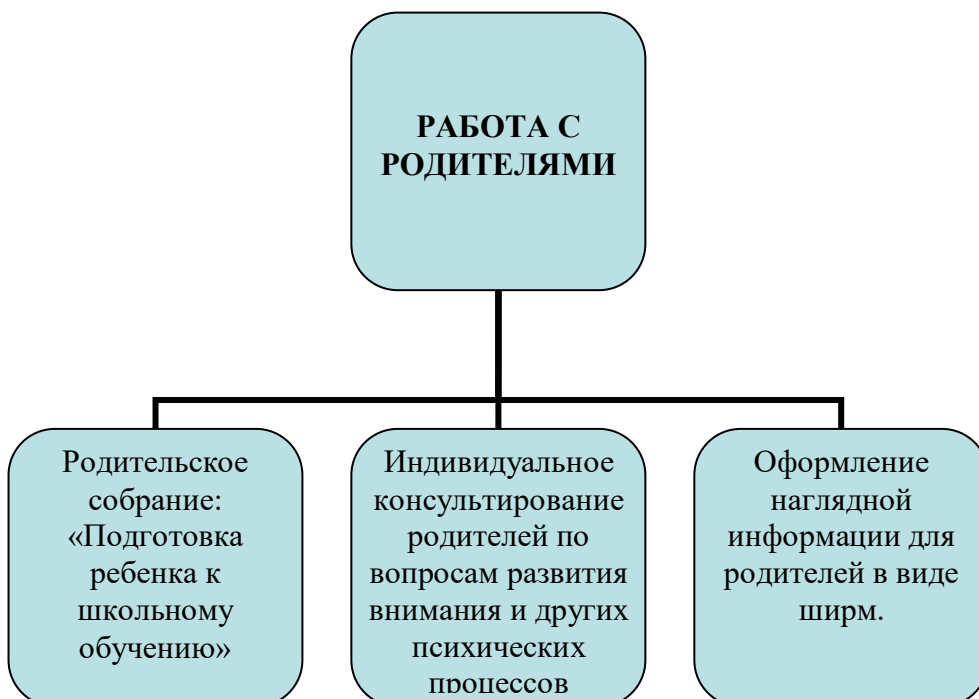 РАБОТА С
РОДИТЕЛЯМИ
Родительское
собрание:
«Подготовка
ребенка к
школьному
обучению»
Индивидуальное
консультирование
родителей по
вопросам развития
внимания и других
психических
процессов
Оформление
наглядной
информации для
родителей в виде
ширм.